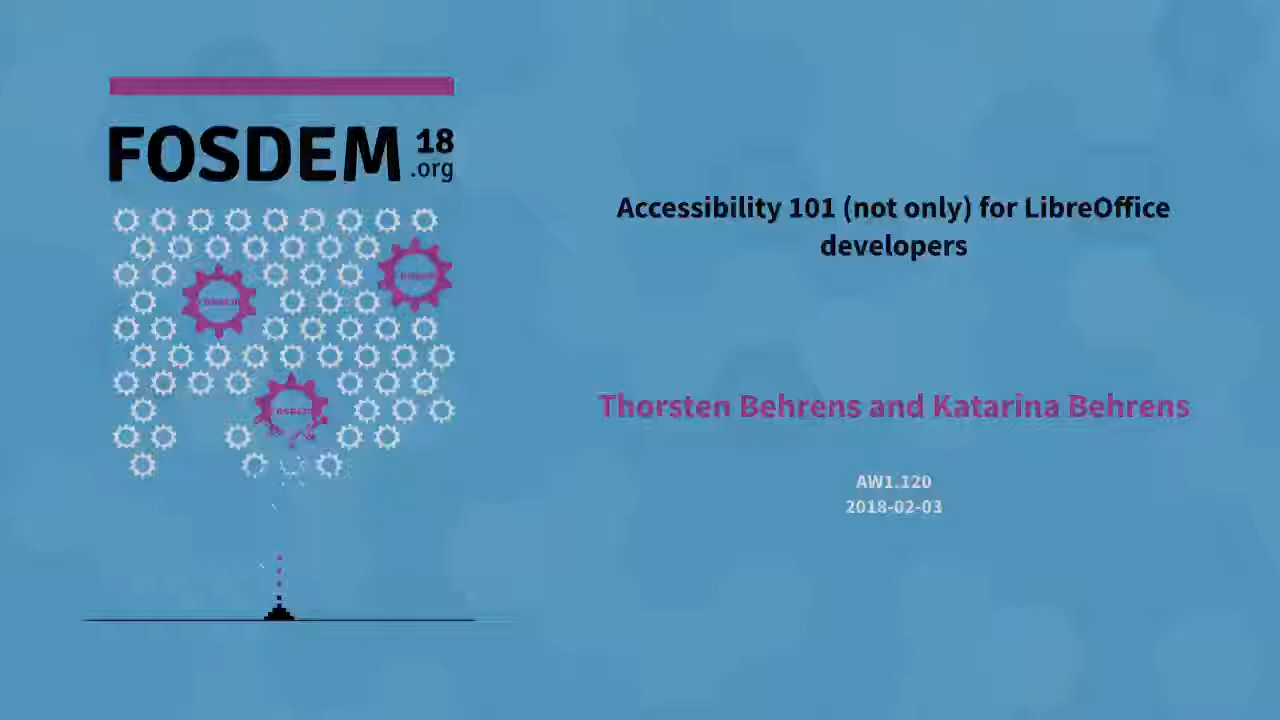 FOSDEM 18
.org
Accessibility 101 (not only) for LibreOffice
developers
Thorsten Behrens and Katarina Behrens
AW1.120
2018-02-03